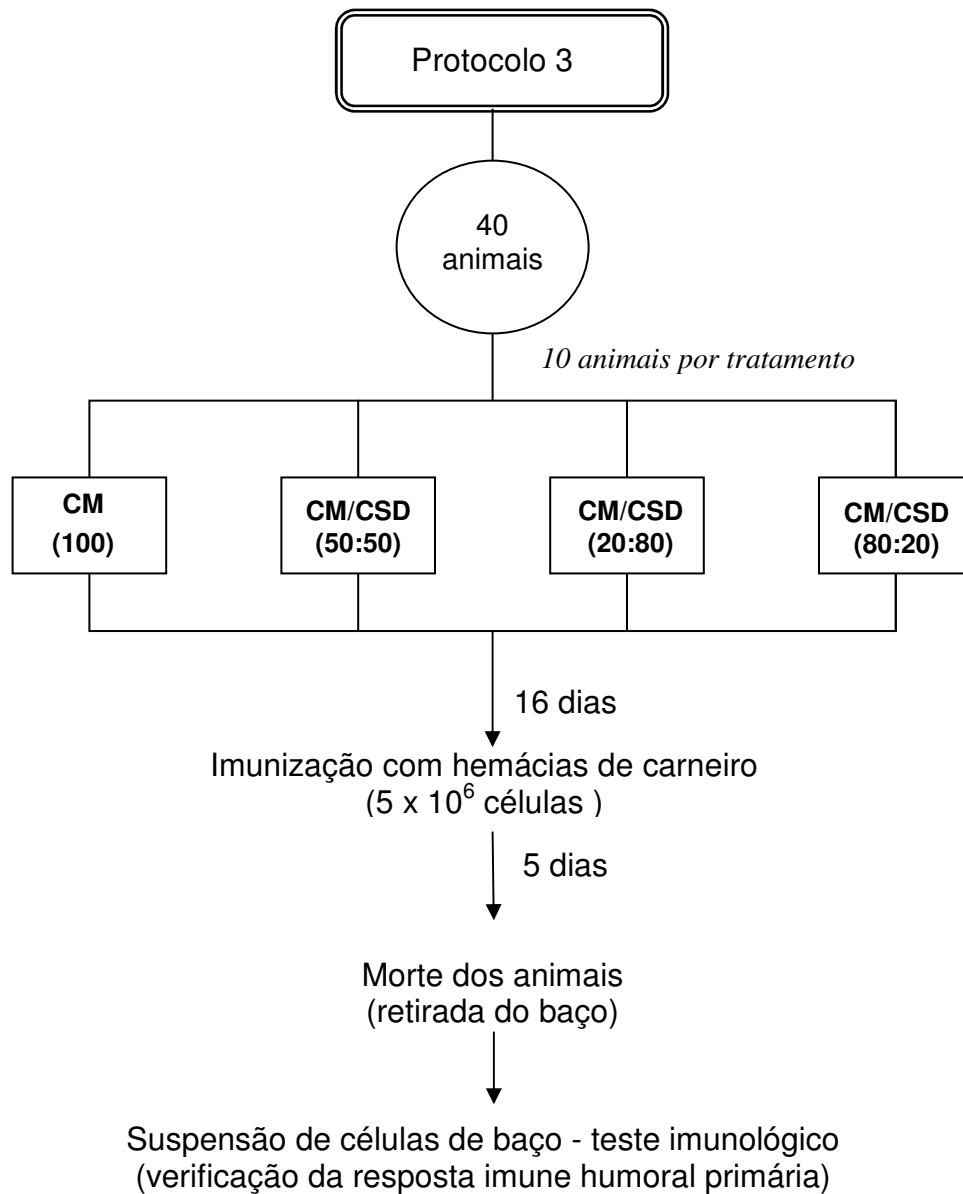 Protocolo 3
40
animais
10 animais por tratamento
CM
(100)
CM/CSD
(50:50)
CM/CSD
(20:80)
CM/CSD
(80:20)
16 dias
Imunização com hemácias de carneiro
(5 x 10⁶ células )
5 dias
Morte dos animais
(retirada do baço)
Suspensão de células de baço - teste imunológico
(verificação da resposta imune humoral primária)